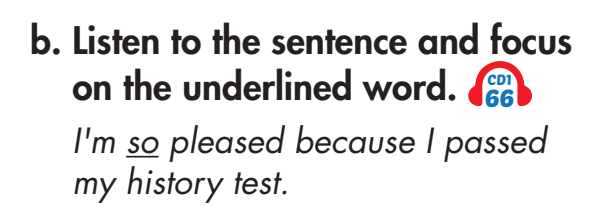 b. Listen to the sentence and focus
on the underlined word. CD1 66
I'm so pleased because I passed
my history test.